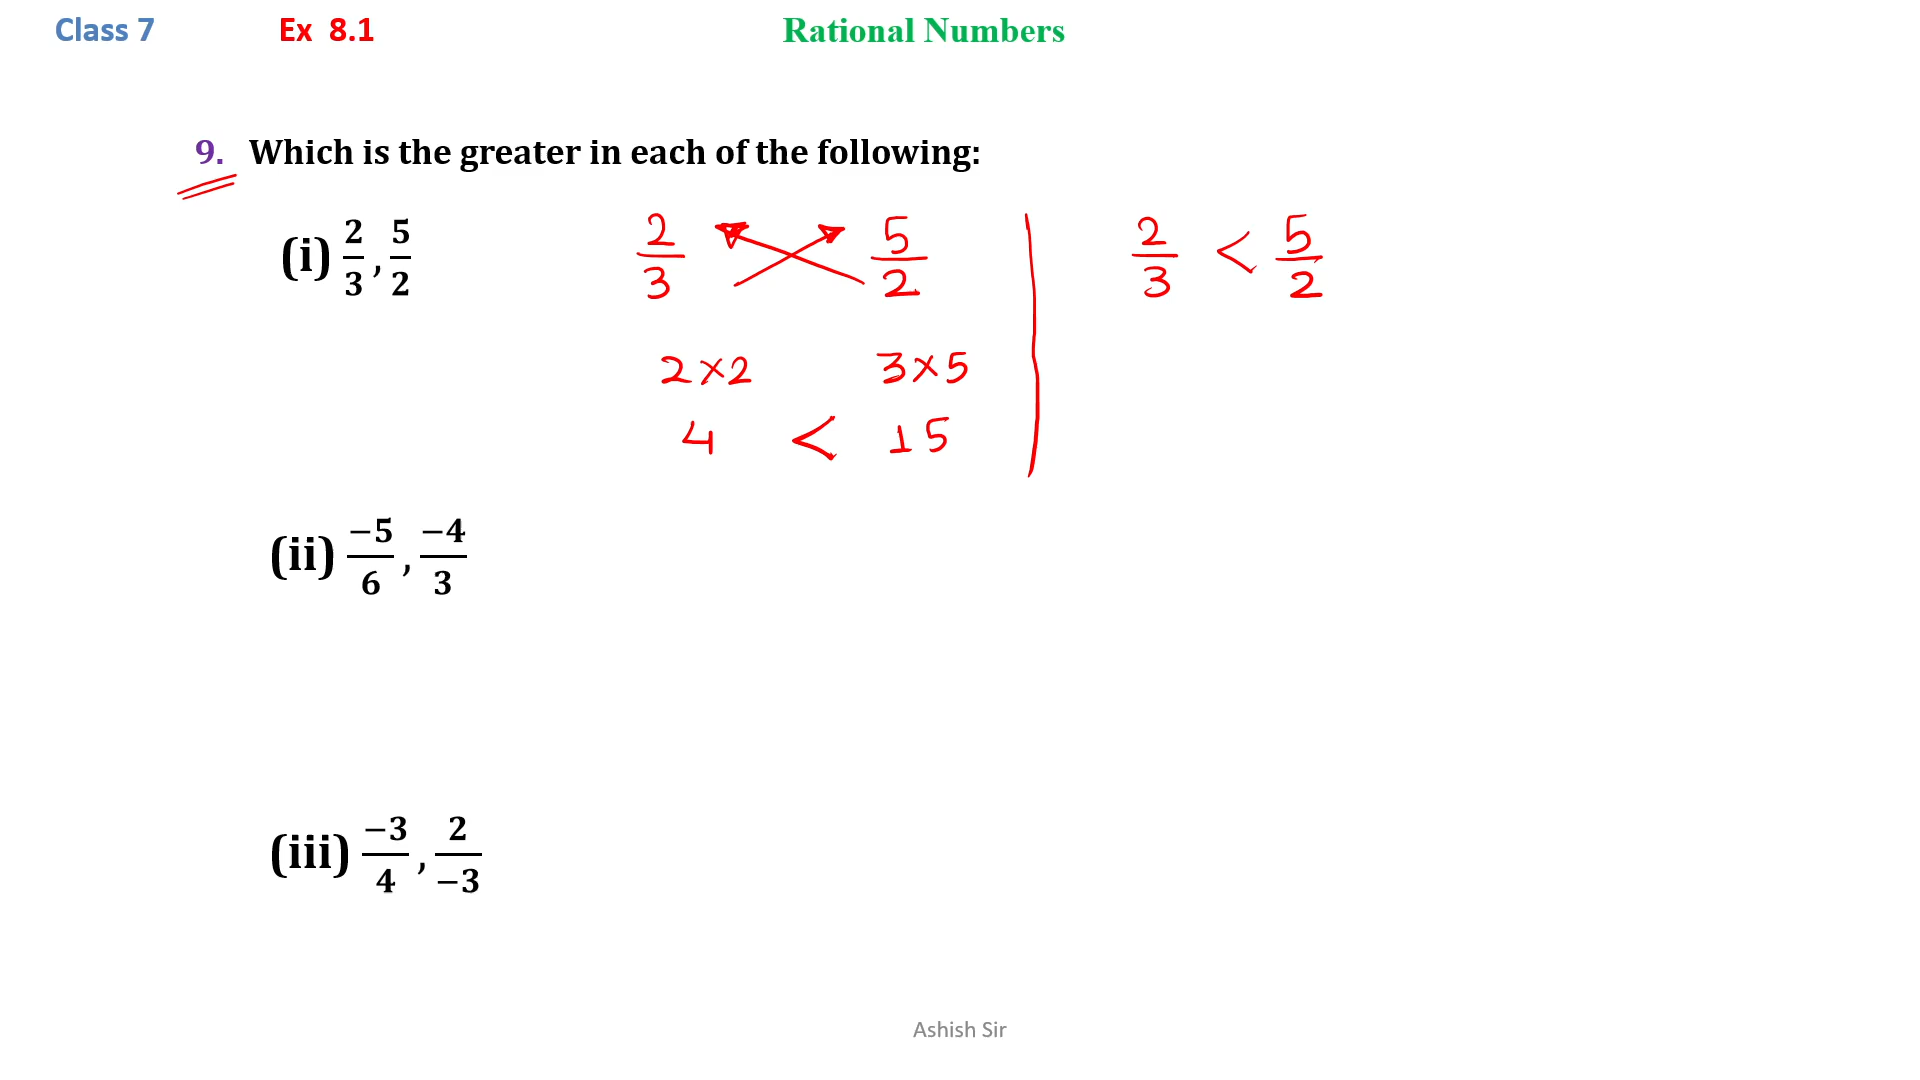 Class 7 Ex 8.1 Rational Numbers
9. Which is the greater in each of the following:
(i) 2/3, 5/2 2/3 5/2 2/3 < 5/2
2×2 3×5
4 < 15
(ii) −5/6, −4/3
(iii) −3/4, 2/−3
Ashish Sir